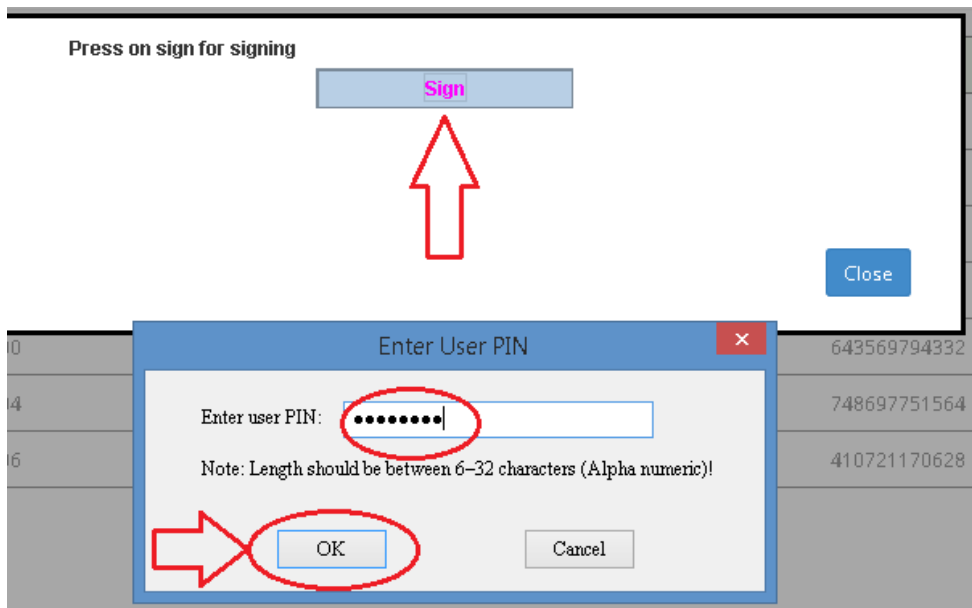 Press on sign for signing
Sign
Close
Enter User PIN
643569794332
Enter user PIN: ••••••••
748697751564
Note: Length should be between 6–32 characters (Alpha numeric)!
410721170628
OK Cancel